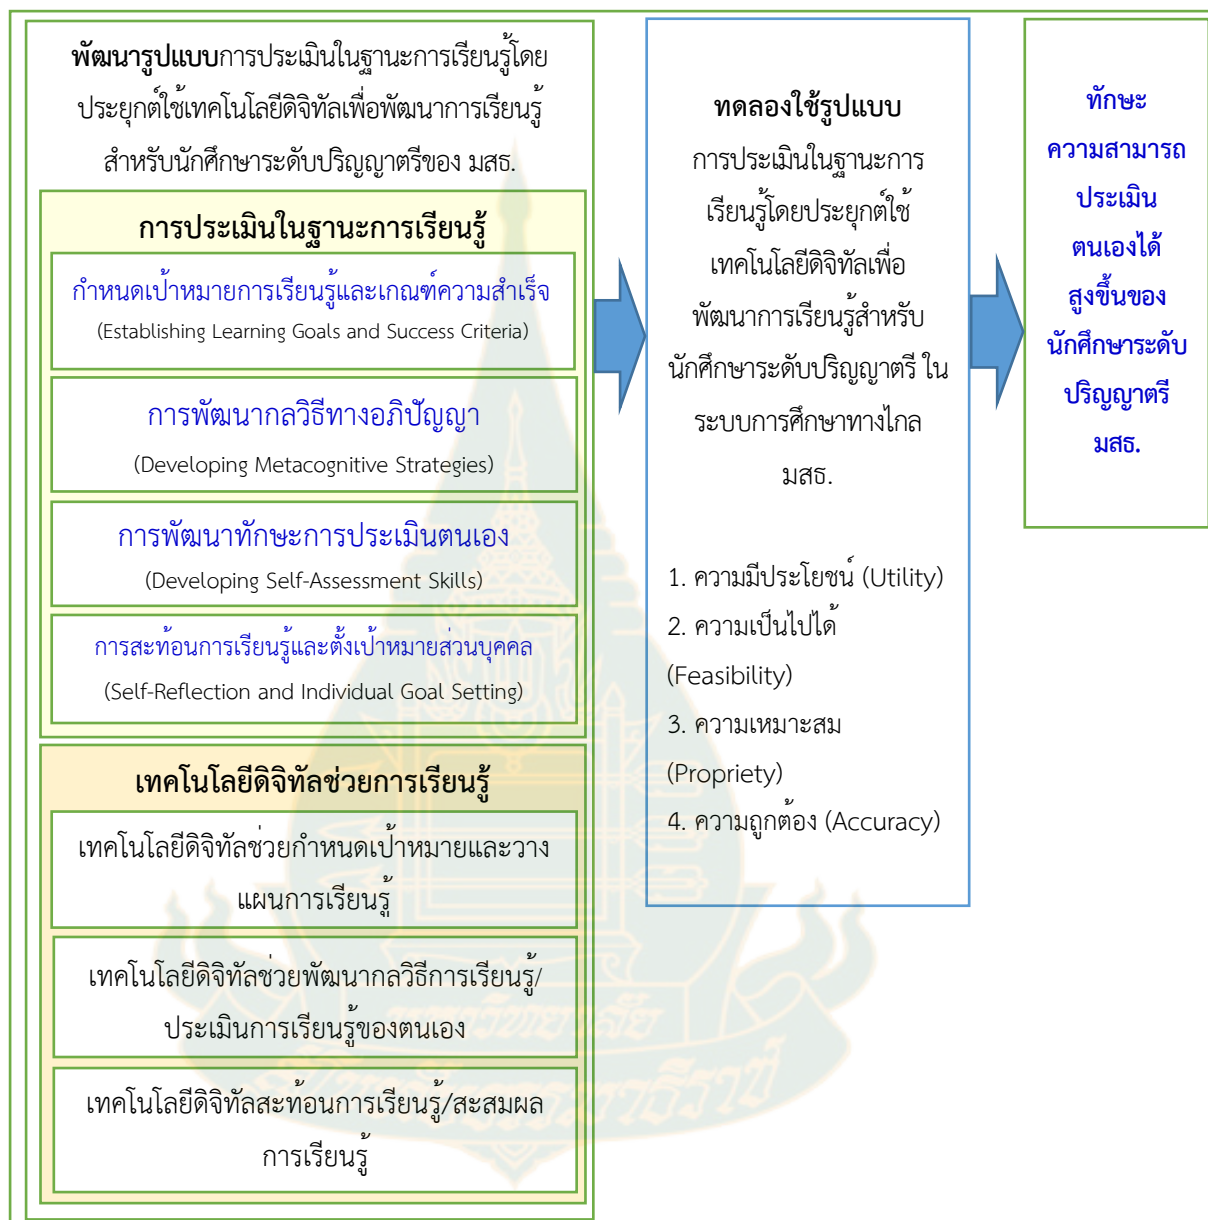 พัฒนารูปแบบการประเมินในฐานะการเรียนรู้โดย
ประยุกต์ใช้เทคโนโลยีดิจิทัลเพื่อพัฒนาการเรียนรู้
สำหรับนักศึกษาระดับปริญญาตรีของ มสธ.
การประเมินในฐานะการเรียนรู้
กำหนดเป้าหมายการเรียนรู้และเกณฑ์ความสำเร็จ
(Establishing Learning Goals and Success Criteria)
การพัฒนากลวิธีทางอภิปัญญา
(Developing Metacognitive Strategies)
การพัฒนาทักษะการประเมินตนเอง
(Developing Self-Assessment Skills)
การสะท้อนการเรียนรู้และตั้งเป้าหมายส่วนบุคคล
(Self-Reflection and Individual Goal Setting)
เทคโนโลยีดิจิทัลช่วยการเรียนรู้
เทคโนโลยีดิจิทัลช่วยกำหนดเป้าหมายและวาง
แผนการเรียนรู้
เทคโนโลยีดิจิทัลช่วยพัฒนากลวิธีการเรียนรู้/
ประเมินการเรียนรู้ของตนเอง
เทคโนโลยีดิจิทัลสะท้อนการเรียนรู้/สะสมผล
การเรียนรู้
ทดลองใช้รูปแบบ
การประเมินในฐานะการ
เรียนรู้โดยประยุกต์ใช้
เทคโนโลยีดิจิทัลเพื่อ
พัฒนาการเรียนรู้สำหรับ
นักศึกษาระดับปริญญาตรี ใน
ระบบการศึกษาทางไกล
มสธ.
1. ความมีประโยชน์ (Utility)
2. ความเป็นไปได้
(Feasibility)
3. ความเหมาะสม
(Propriety)
4. ความถูกต้อง (Accuracy)
ทักษะ
ความสามารถ
ประเมิน
ตนเองได้
สูงขึ้นของ
นักศึกษาระดับ
ปริญญาตรี
มสธ.
มหาวิทยาลัย
สุโขทัยธรรมาธิราช